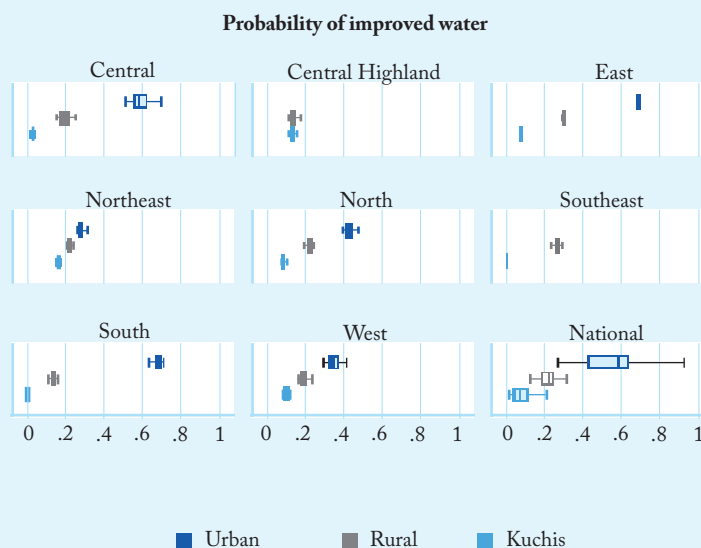 Probability of improved water
Central
Central Highland
East
Northeast
North
Southeast
South
West
National
0 .2 .4 .6 .8 1
0 .2 .4 .6 .8 1
0 .2 .4 .6 .8 1
Urban
Rural
Kuchis